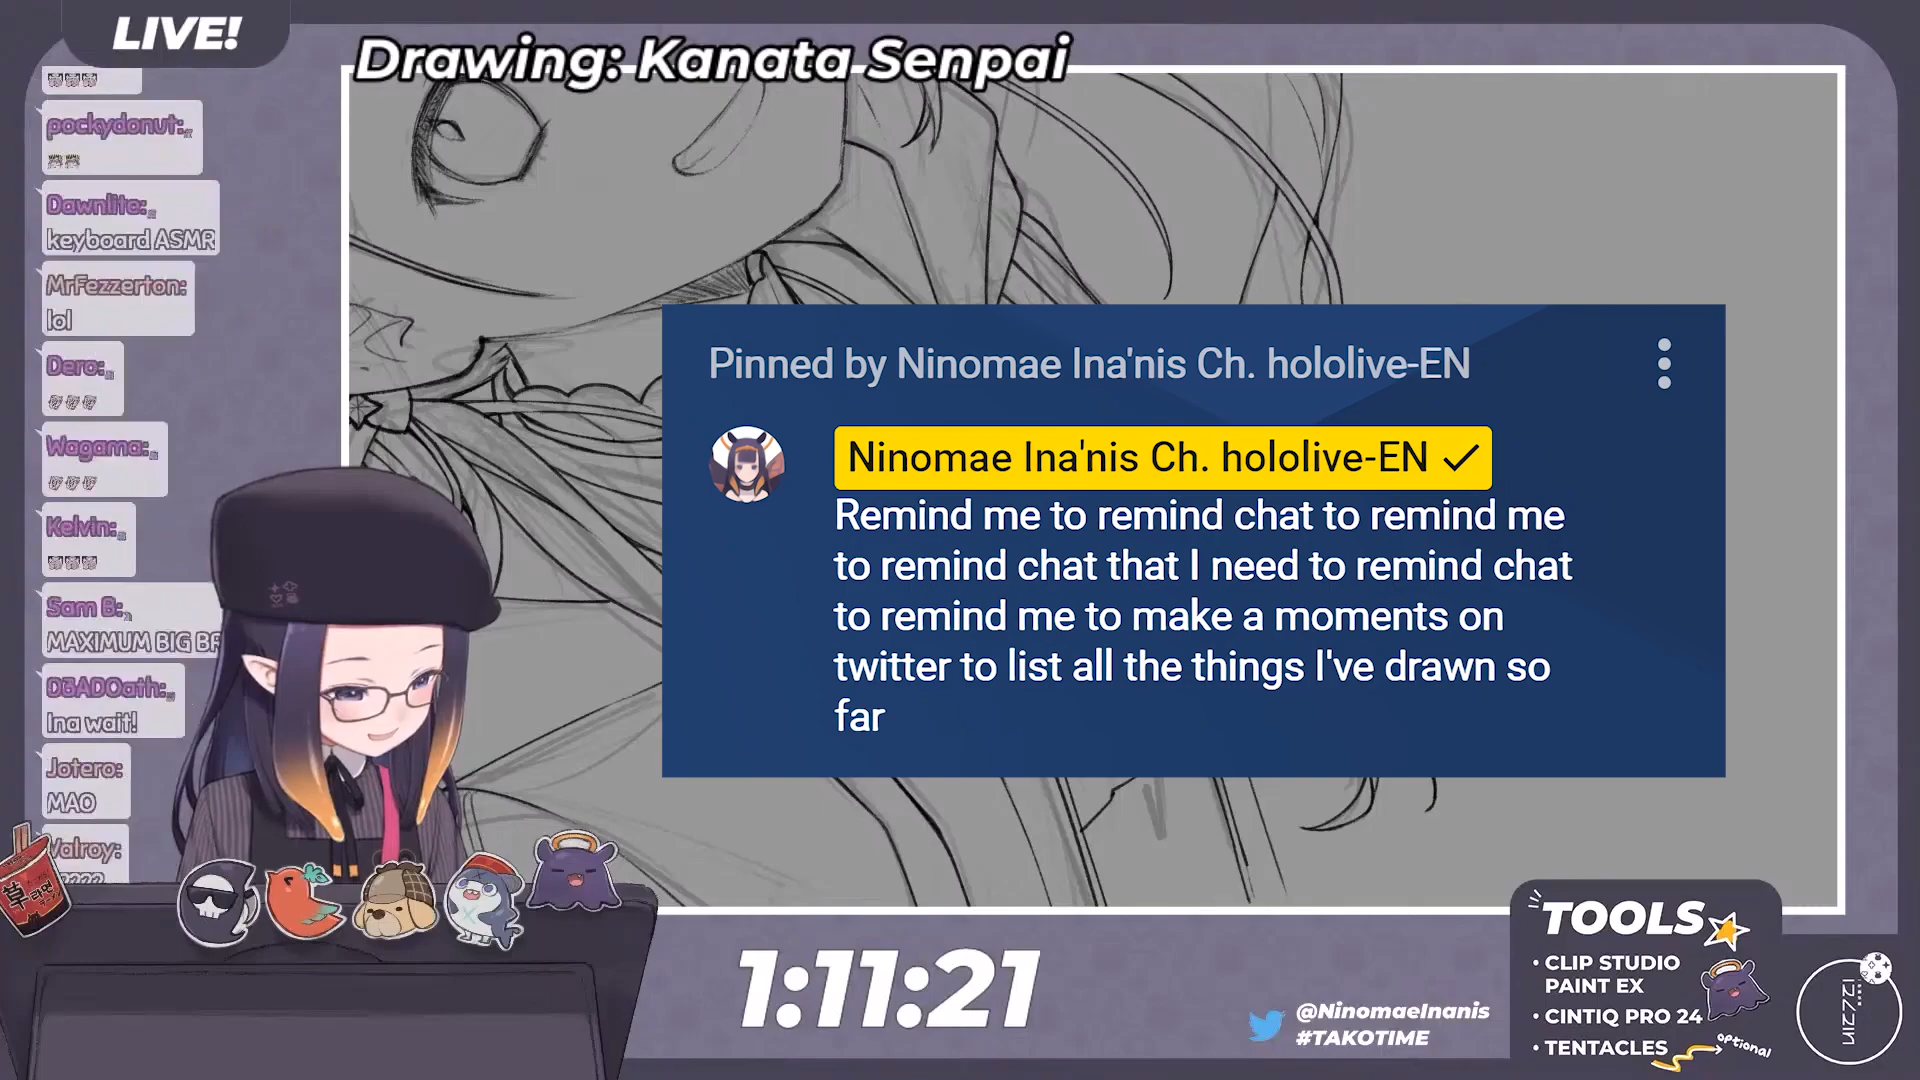 LIVE!
Drawing: Kanata Senpai
pockydonut:
Dawnlite:
keyboard ASMR
MrFezzerton:
lol
Dero:
Wagama:
Kelvin:
Sam B:
MAXIMUM BIG BR
D3ADOath:
Ina wait!
Jotero:
MAO
Valroy:
Pinned by Ninomae Ina'nis Ch. hololive-EN
Ninomae Ina'nis Ch. hololive-EN
Remind me to remind chat to remind me
to remind chat that I need to remind chat
to remind me to make a moments on
twitter to list all the things I've drawn so
far
1:11:21
@NinomaeInanis
#TAKOTIME
TOOLS
• CLIP STUDIO
PAINT EX
• CINTIQ PRO 24
• TENTACLES
optional